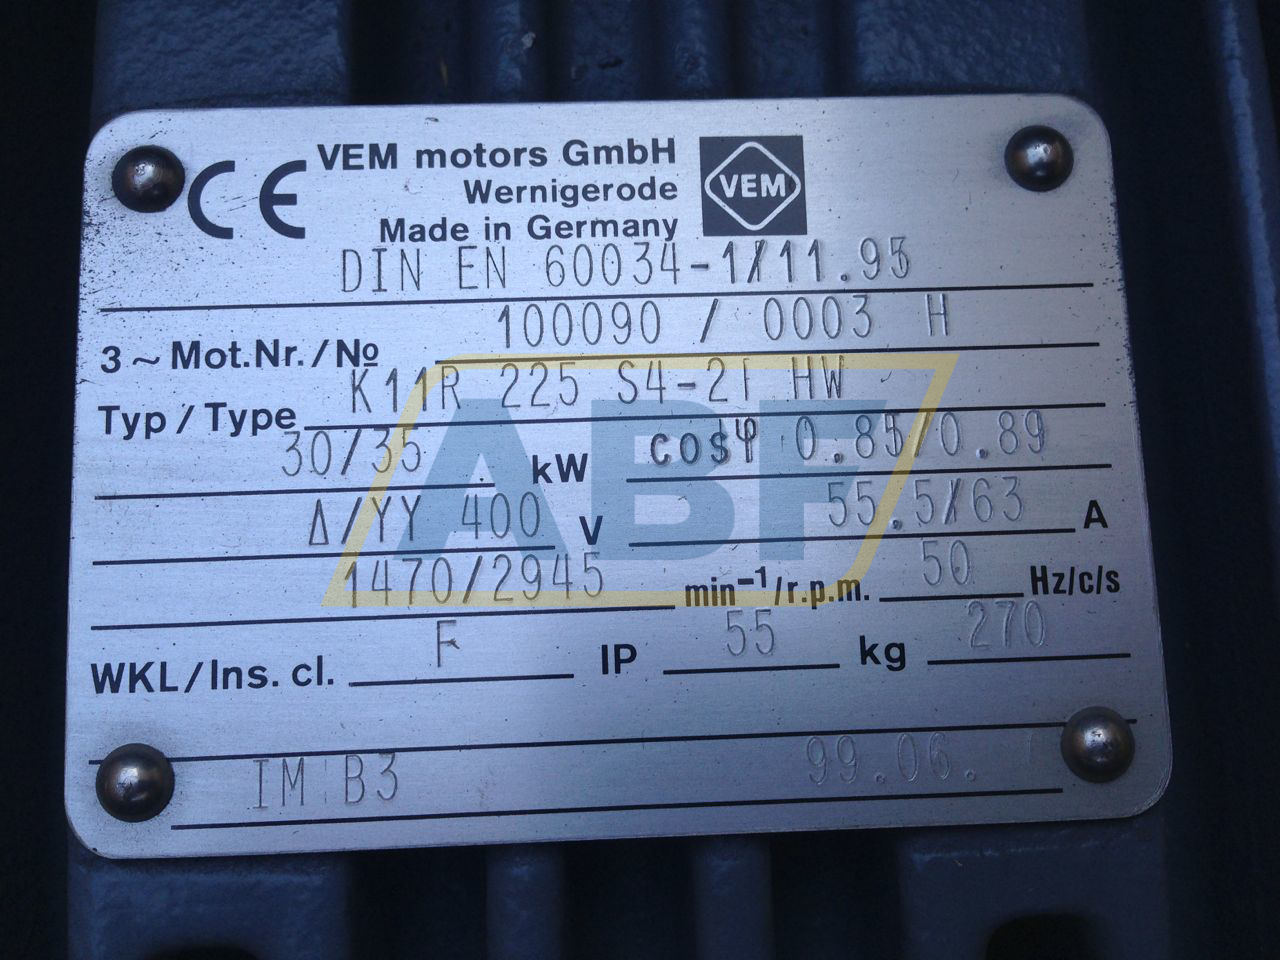 CE VEM motors GmbH
Wernigerode
VEM
Made in Germany
DIN EN 60034-1/11.95
3~Mot.Nr./№ 100090 / 0003 H
Typ/Type K11R 225 S4-2 HW
30/35 kW cosφ 0.85/0.89
Δ/YY 400 V 55.5/63 A
1470/2945 min⁻¹/r.p.m. 50 Hz/c/s
WKL/Ins. cl. F IP 55 kg 270
IM B3 99.06.
ABF